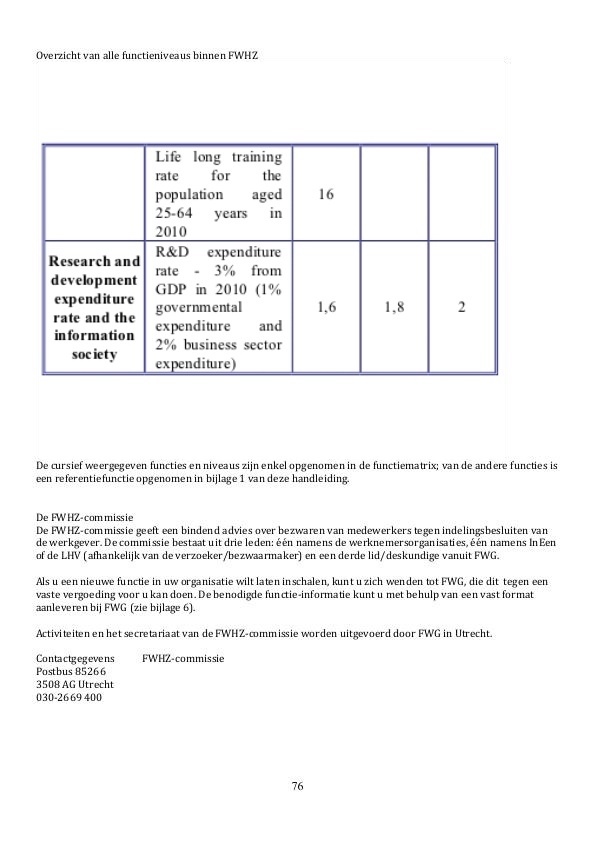 Overzicht van alle functieniveaus binnen FWHZ
Life long training
rate for the
population aged
25-64 years in
2010
16
Research and
development
expenditure
rate and the
information
society
R&D expenditure
rate - 3% from
GDP in 2010 (1%
governmental
expenditure and
2% business sector
expenditure)
1,6
1,8
2
De cursief weergegeven functies en niveaus zijn enkel opgenomen in de functiematrix; van de andere functies is
een referentiefunctie opgenomen in bijlage 1 van deze handleiding.
De FWHZ-commissie
De FWHZ-commissie geeft een bindend advies over bezwaren van medewerkers tegen indelingsbesluiten van
de werkgever. De commissie bestaat uit drie leden: één namens de werknemersorganisaties, één namens InEen
of de LHV (afhankelijk van de verzoeker/bezwaarmaker) en een derde lid/deskundige vanuit FWG.
Als u een nieuwe functie in uw organisatie wilt laten inschalen, kunt u zich wenden tot FWG, die dit tegen een
vaste vergoeding voor u kan doen. De benodigde functie-informatie kunt u met behulp van een vast format
aanleveren bij FWG (zie bijlage 6).
Activiteiten en het secretariaat van de FWHZ-commissie worden uitgevoerd door FWG in Utrecht.
Contactgegevens FWHZ-commissie
Postbus 85266
3508 AG Utrecht
030-2669 400
76